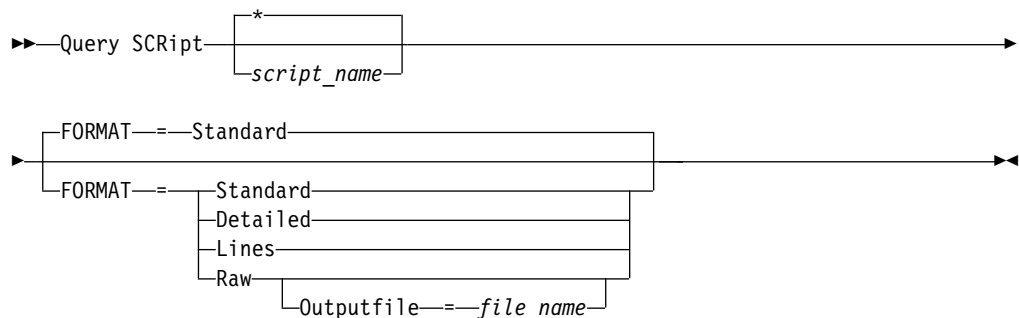 *
Query SCRipt
script_name
FORMAT = Standard
FORMAT = Standard
Detailed
Lines
Raw
Outputfile = file name